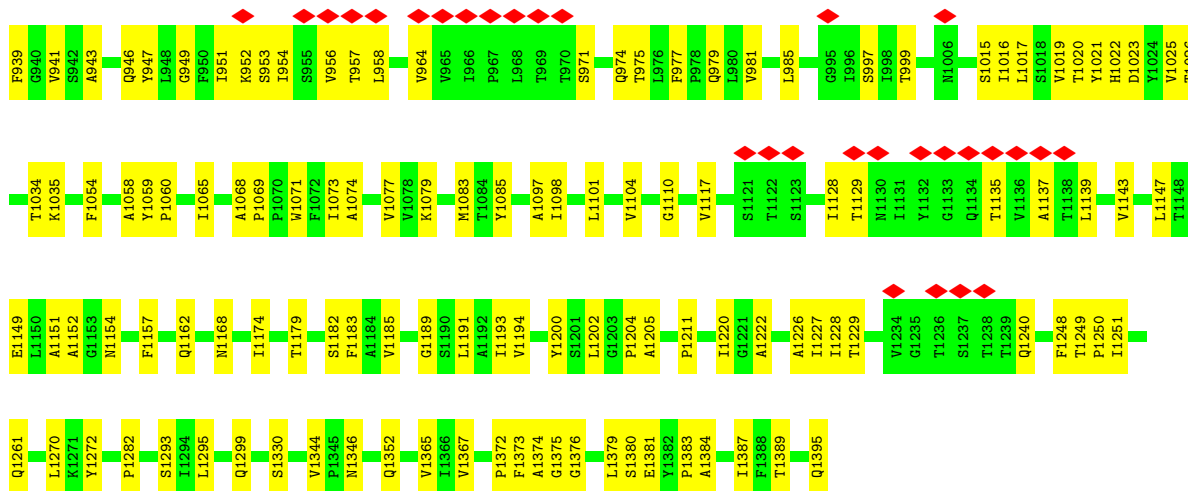 F939 G940 V941 S942 A943 Q946 Y947 L948 G949 F950 I951 K952 S953 I954 S955 V956 T957 L958 V964 V965 I966 P967 L968 T969 T970 S971 Q974 T975 L976 F977 P978 Q979 L980 V981 L985 G995 I996 S997 I998 T999 N1006 S1015 I1016 L1017 S1018 V1019 T1020 Y1021 H1022 D1023 Y1024 V1025 T1026
T1034 K1035 F1054 A1058 Y1059 P1060 I1065 A1068 P1069 P1070 W1071 F1072 I1073 A1074 V1077 V1078 K1079 M1083 T1084 Y1085 A1097 I1098 L1101 V1104 G1110 V1117 S1121 T1122 S1123 I1128 T1129 N1130 I1131 Y1132 G1133 Q1134 T1135 V1136 A1137 T1138 L1139 V1143 L1147 T1148
E1149 L1150 A1151 A1152 G1153 N1154 F1157 Q1162 N1168 I1174 T1179 S1182 F1183 A1184 V1185 G1189 S1190 L1191 A1192 I1193 V1194 Y1200 S1201 L1202 G1203 P1204 A1205 P1211 I1220 G1221 A1222 A1226 I1227 I1228 T1229 V1234 G1235 T1236 S1237 T1238 T1239 Q1240 F1248 T1249 P1250 I1251
Q1261 L1270 K1271 Y1272 P1282 S1293 I1294 L1295 Q1299 S1330 V1344 P1345 N1346 Q1352 V1365 I1366 V1367 P1372 F1373 A1374 G1375 G1376 L1379 S1380 E1381 Y1382 P1383 A1384 I1387 F1388 T1389 Q1395